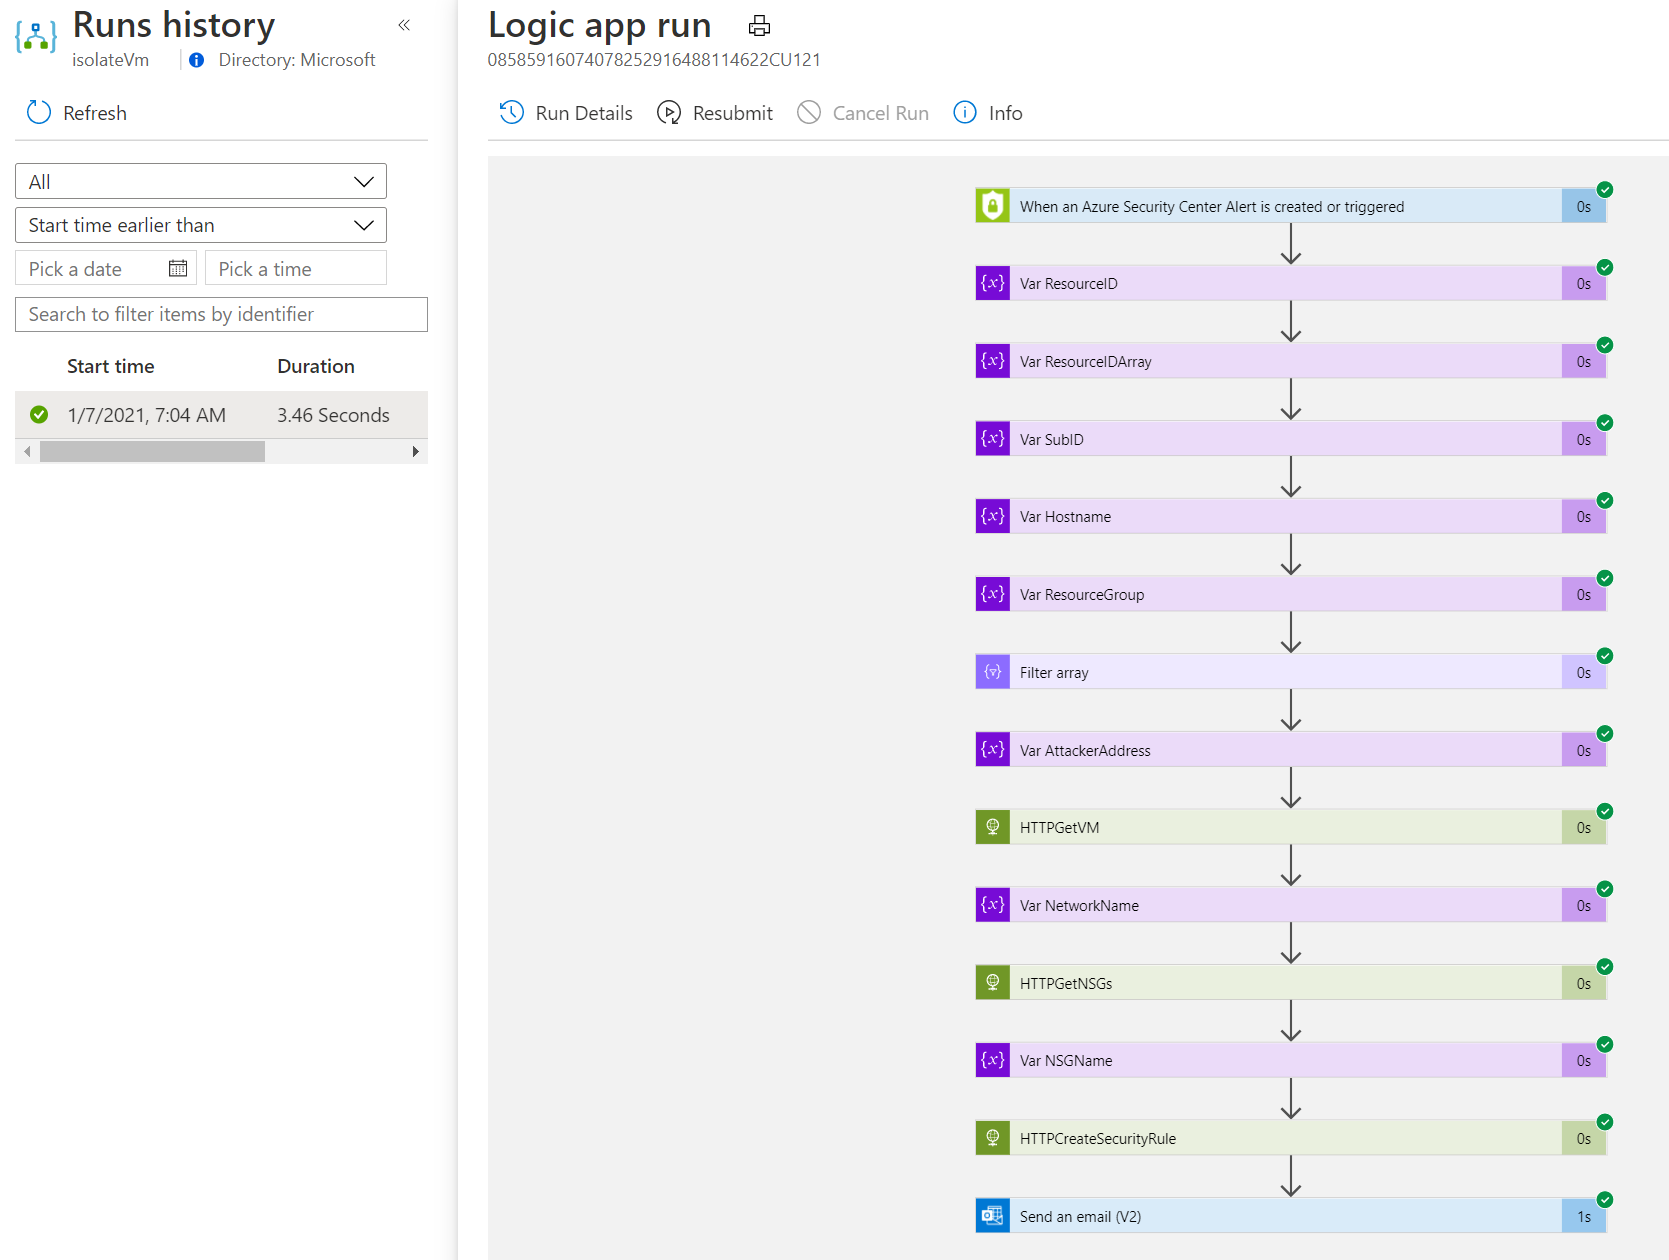 Runs history
«
isolateVm
Directory: Microsoft
Refresh
All
Start time earlier than
Pick a date
Pick a time
Search to filter items by identifier
Start time
Duration
1/7/2021, 7:04 AM
3.46 Seconds
Logic app run
08585916074078252916488114622CU121
Run Details
Resubmit
Cancel Run
Info
When an Azure Security Center Alert is created or triggered
0s
{x} Var ResourceID
0s
{x} Var ResourceIDArray
0s
{x} Var SubID
0s
{x} Var Hostname
0s
{x} Var ResourceGroup
0s
Filter array
0s
{x} Var AttackerAddress
0s
HTTPGetVM
0s
{x} Var NetworkName
0s
HTTPGetNSGs
0s
{x} Var NSGName
0s
HTTPCreateSecurityRule
0s
Send an email (V2)
1s